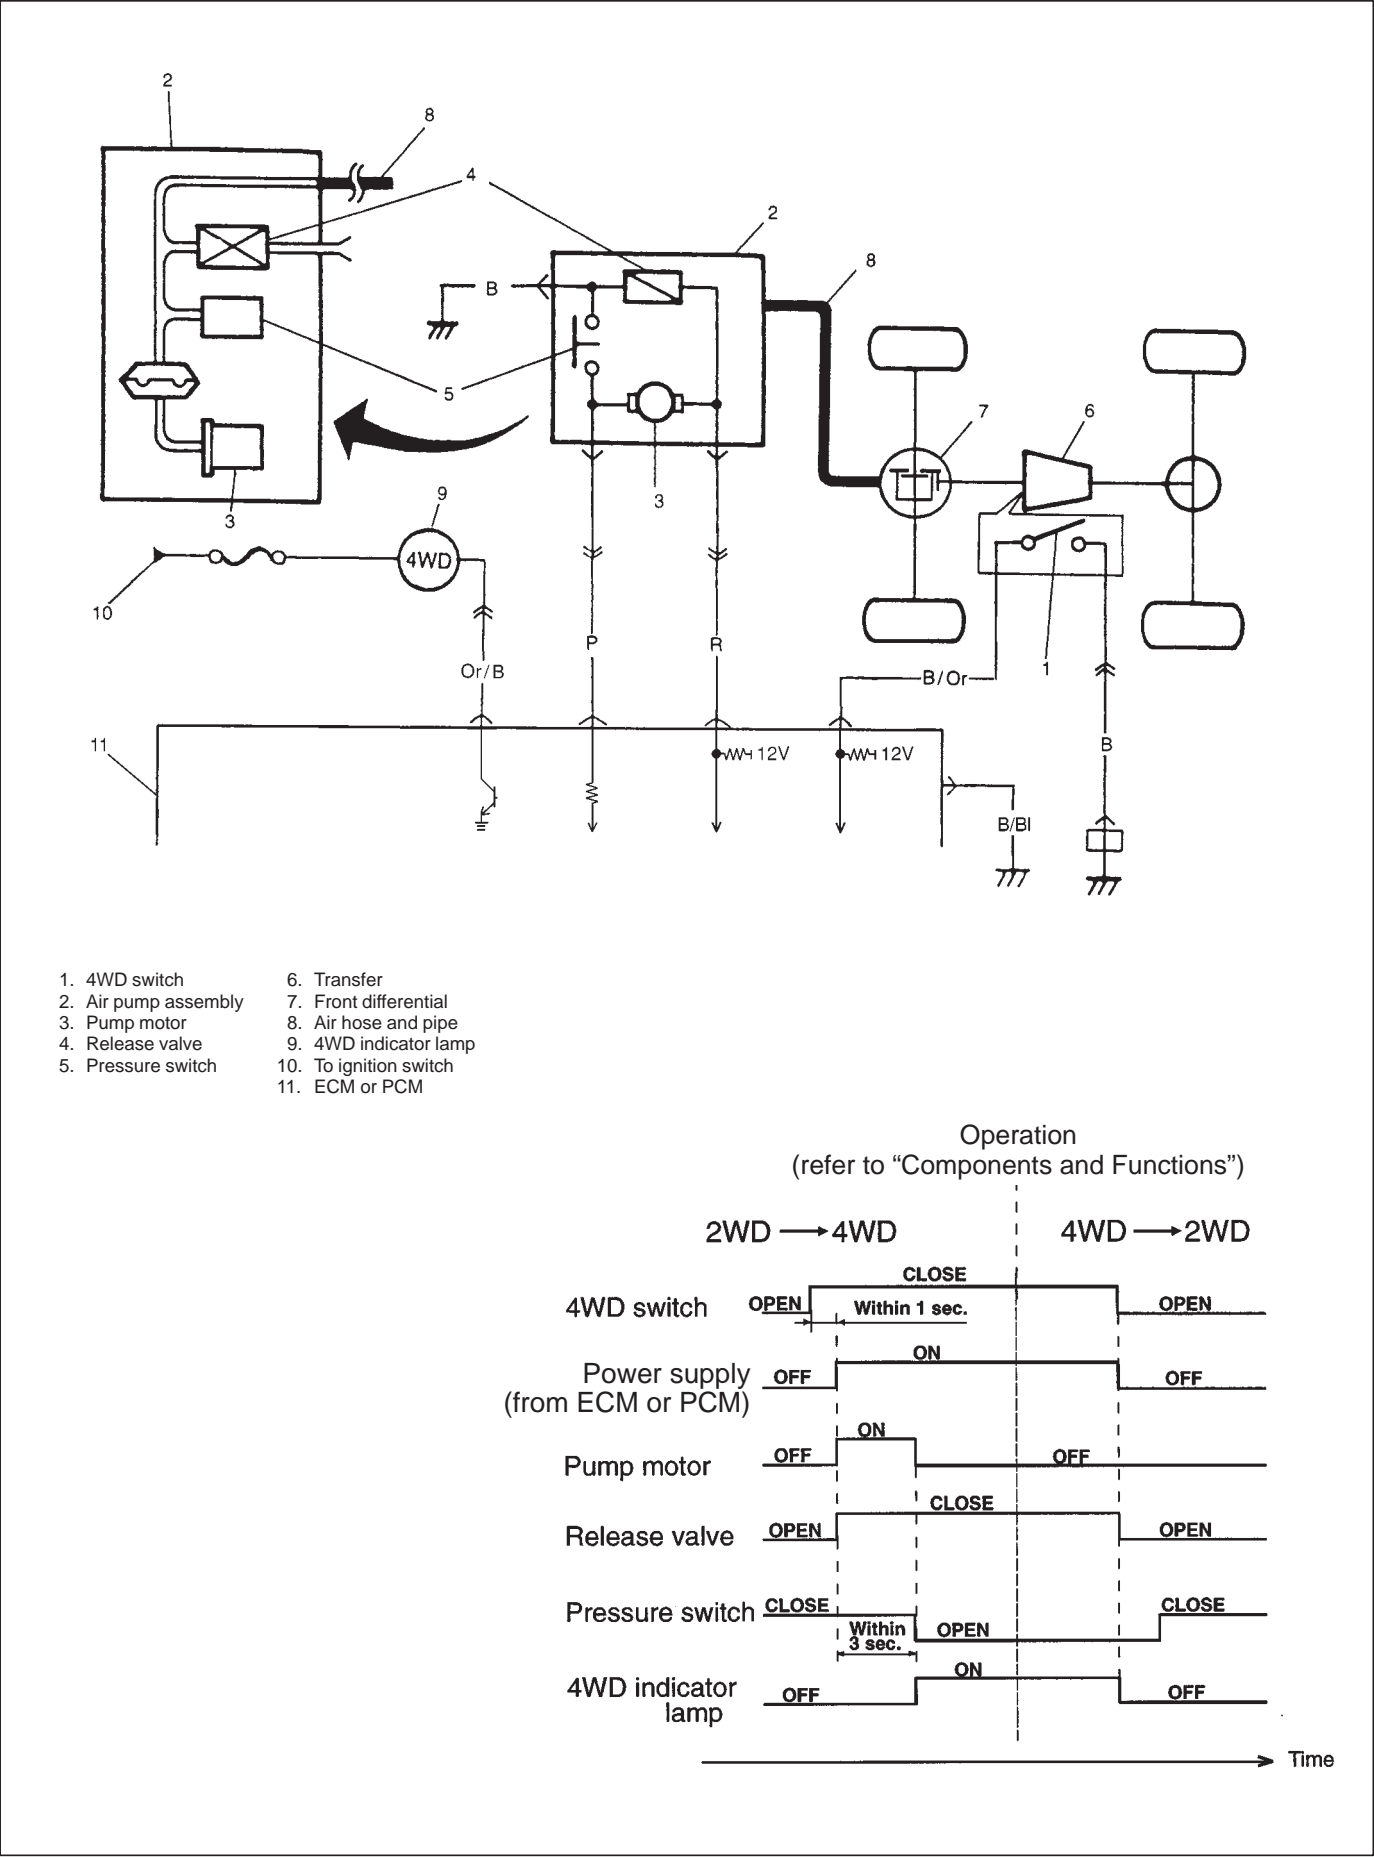 2
8
4
2
8
B
5
7
6
3
3
9
4WD
10
P
R
1
Or/B
B/Or
11
12V
12V
B
B/Bl
1. 4WD switch
2. Air pump assembly
3. Pump motor
4. Release valve
5. Pressure switch
6. Transfer
7. Front differential
8. Air hose and pipe
9. 4WD indicator lamp
10. To ignition switch
11. ECM or PCM
Operation
(refer to “Components and Functions”)
2WD → 4WD
4WD → 2WD
4WD switch
OPEN
CLOSE
Within 1 sec.
OPEN
Power supply
(from ECM or PCM)
OFF
ON
OFF
Pump motor
OFF
ON
OFF
Release valve
OPEN
CLOSE
OPEN
Pressure switch
CLOSE
Within
3 sec.
OPEN
CLOSE
4WD indicator
lamp
OFF
ON
OFF
Time